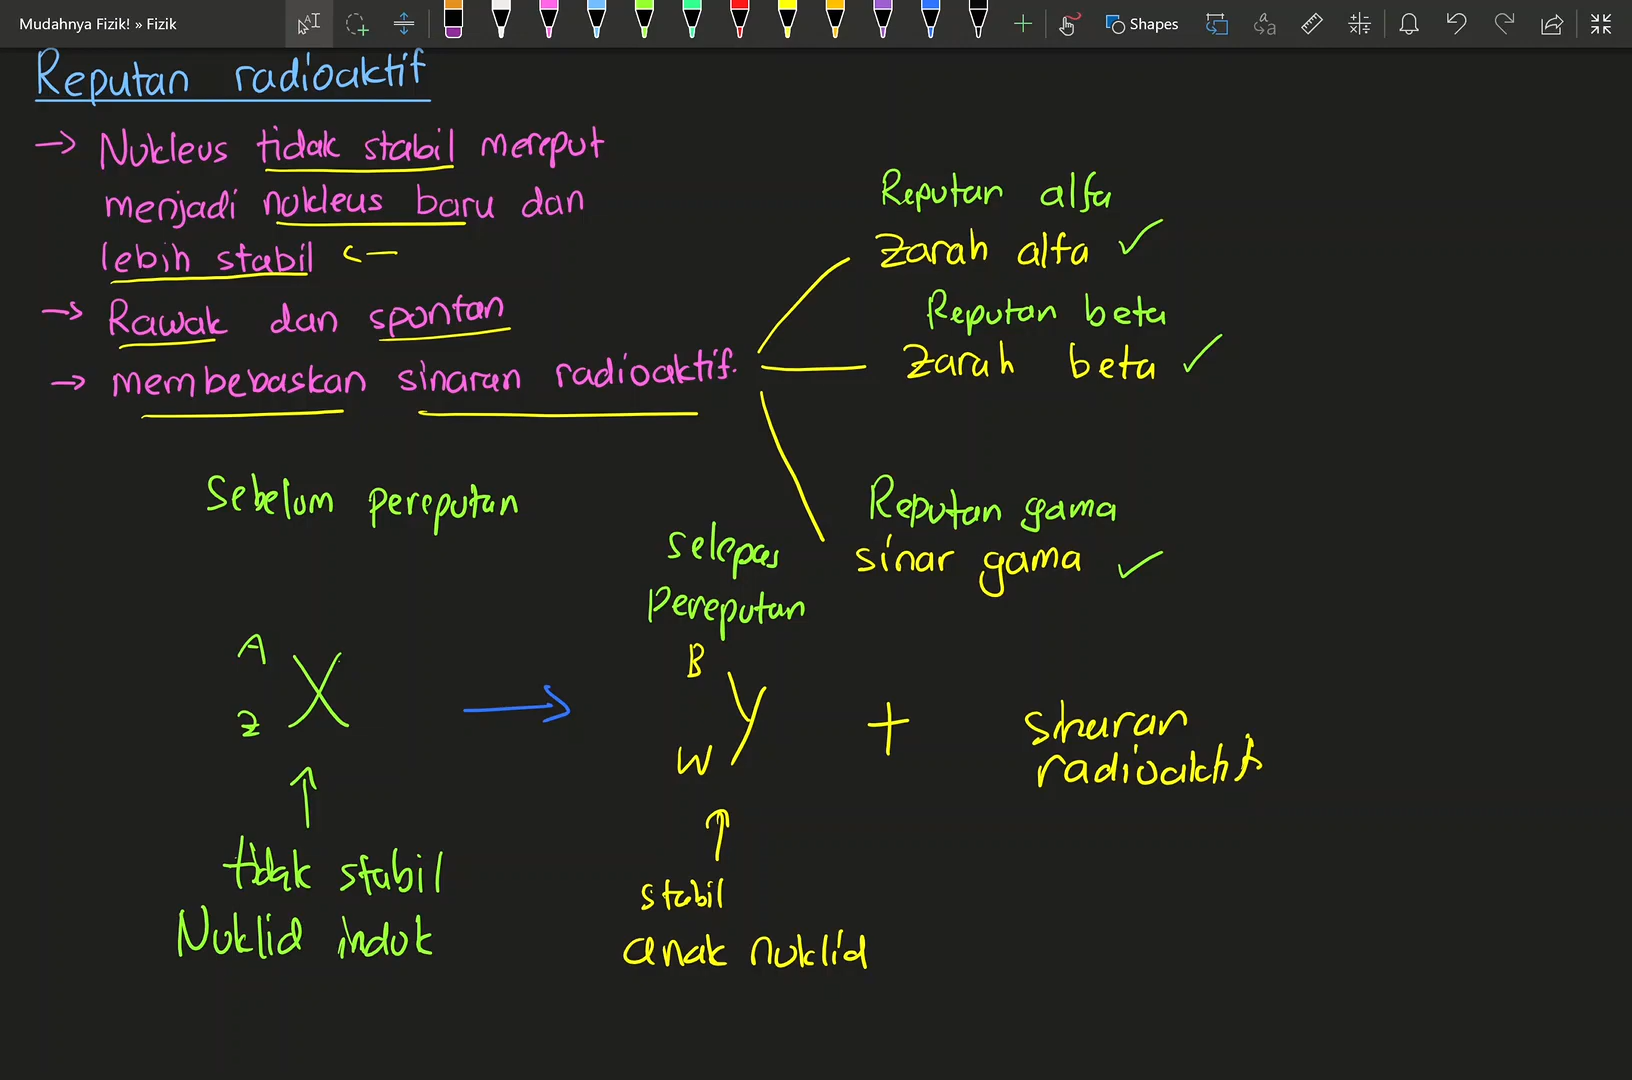 Mudahnya Fizik! » Fizik
Shapes
Reputan radioaktif
→ Nukleus tidak stabil mereput
menjadi nukleus baru dan
lebih stabil ←
→ Rawak dan spontan
→ membebaskan sinaran radioaktif.
Reputan alfa
zarah alfa ✓
Reputan beta
zarah beta ✓
Reputan gama
sinar gama ✓
Sebelum pereputan
selepas
Pereputan
A
Z X → B
W Y + sinaran
radioaktif
↑
tidak stabil
Nuklid induk
↑
stabil
anak nuklid